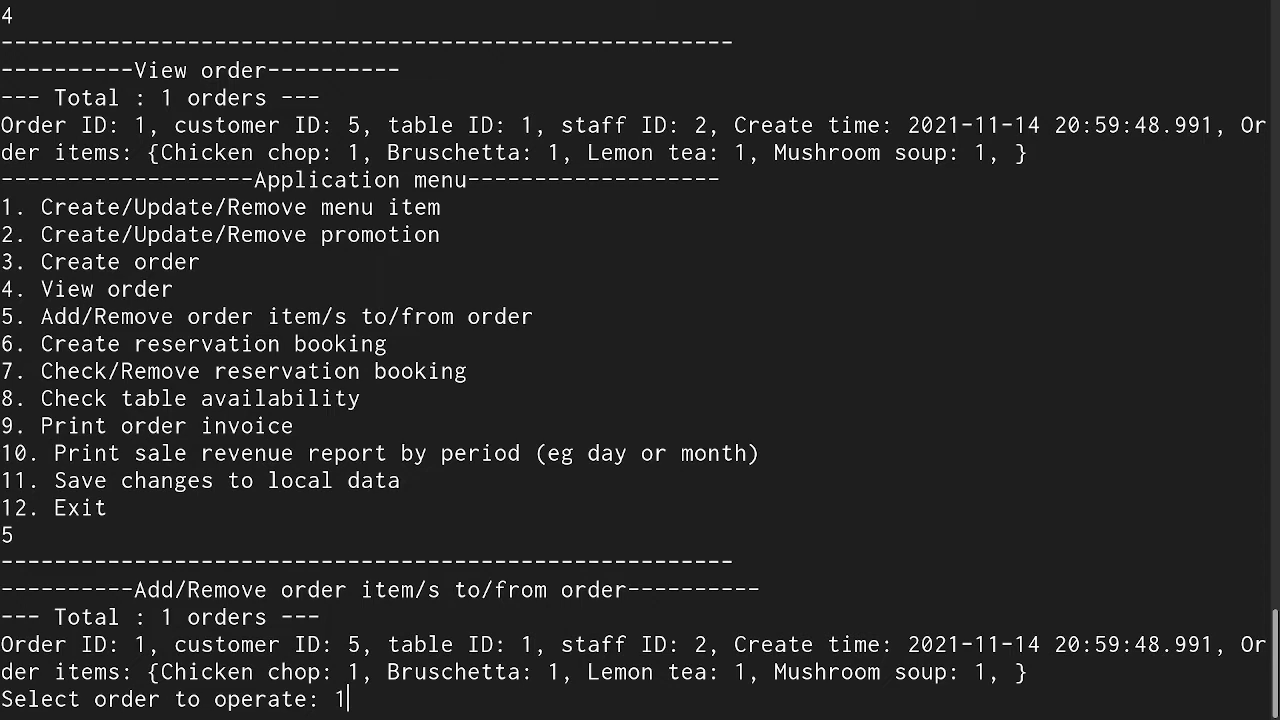 4
-------------------------------------------------------
----------View order----------
--- Total : 1 orders ---
Order ID: 1, customer ID: 5, table ID: 1, staff ID: 2, Create time: 2021-11-14 20:59:48.991, Or
der items: {Chicken chop: 1, Bruschetta: 1, Lemon tea: 1, Mushroom soup: 1, }
-------------------Application menu-------------------
1. Create/Update/Remove menu item
2. Create/Update/Remove promotion
3. Create order
4. View order
5. Add/Remove order item/s to/from order
6. Create reservation booking
7. Check/Remove reservation booking
8. Check table availability
9. Print order invoice
10. Print sale revenue report by period (eg day or month)
11. Save changes to local data
12. Exit
5
-------------------------------------------------------
----------Add/Remove order item/s to/from order----------
--- Total : 1 orders ---
Order ID: 1, customer ID: 5, table ID: 1, staff ID: 2, Create time: 2021-11-14 20:59:48.991, Or
der items: {Chicken chop: 1, Bruschetta: 1, Lemon tea: 1, Mushroom soup: 1, }
Select order to operate: 1